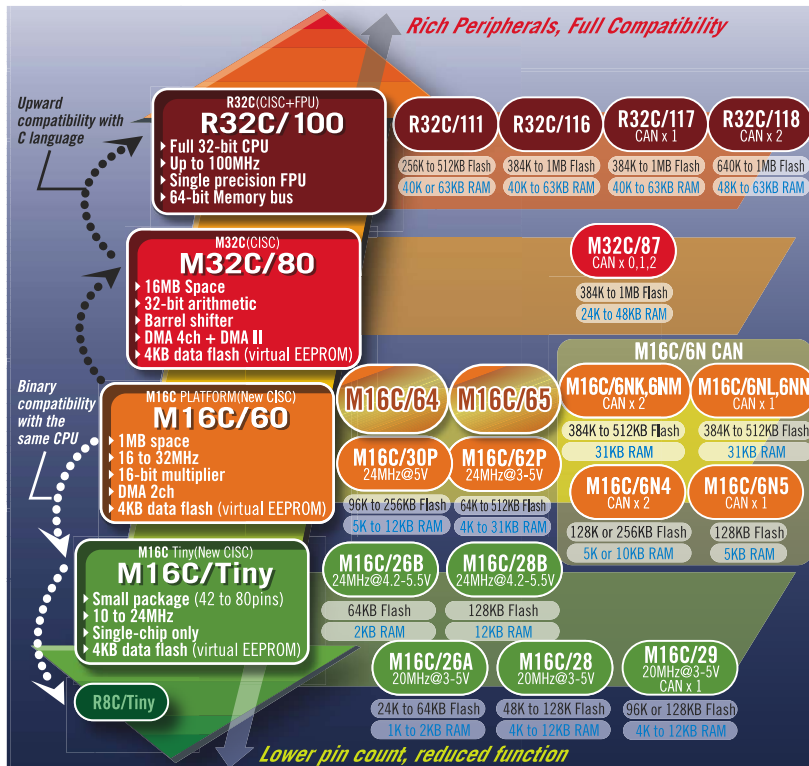 Rich Peripherals, Full Compatibility
Upward
compatibility with
C language
R32C(CISC+FPU)
R32C/100
Full 32-bit CPU
Up to 100MHz
Single precision FPU
64-bit Memory bus
R32C/111
256K to 512KB Flash
40K or 63KB RAM
R32C/116
384K to 1MB Flash
40K to 63KB RAM
R32C/117
CAN x 1
384K to 1MB Flash
40K to 63KB RAM
R32C/118
CAN x 2
640K to 1MB Flash
48K to 63KB RAM
M32C(CISC)
M32C/80
16MB Space
32-bit arithmetic
Barrel shifter
DMA 4ch + DMA II
4KB data flash (virtual EEPROM)
M32C/87
CAN x 0,1,2
384K to 1MB Flash
24K to 48KB RAM
Binary
compatibility
with the
same CPU
M16C PLATFORM(New CISC)
M16C/60
1MB space
16 to 32MHz
16-bit multiplier
DMA 2ch
4KB data flash (virtual EEPROM)
M16C/64
M16C/65
M16C/30P
24MHz@5V
96K to 256KB Flash
5K to 12KB RAM
M16C/62P
24MHz@3-5V
64K to 512KB Flash
4K to 31KB RAM
M16C/6N CAN
M16C/6NK,6NM
CAN x 2
384K to 512KB Flash
31KB RAM
M16C/6NL,6NN
CAN x 1
384K to 512KB Flash
31KB RAM
M16C/6N4
CAN x 2
128K or 256KB Flash
5K or 10KB RAM
M16C/6N5
CAN x 1
128KB Flash
5KB RAM
M16C Tiny(New CISC)
M16C/Tiny
Small package (42 to 80pins)
10 to 24MHz
Single-chip only
4KB data flash (virtual EEPROM)
M16C/26B
24MHz@4.2-5.5V
64KB Flash
2KB RAM
M16C/28B
24MHz@4.2-5.5V
128KB Flash
12KB RAM
M16C/26A
20MHz@3-5V
24K to 64KB Flash
1K to 2KB RAM
M16C/28
20MHz@3-5V
48K to 128K Flash
4K to 12KB RAM
M16C/29
20MHz@3-5V
CAN x 1
96K or 128KB Flash
4K to 12KB RAM
R8C/Tiny
Lower pin count, reduced function